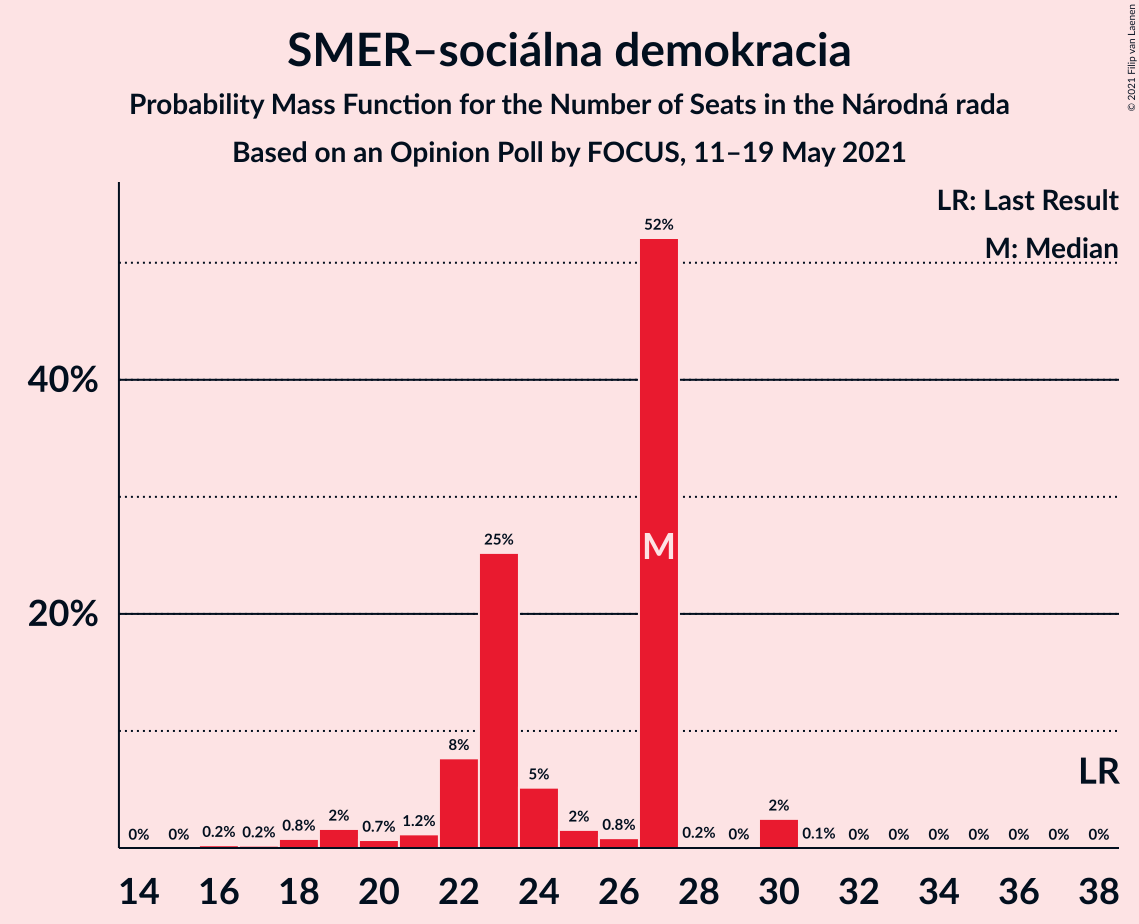 SMER–sociálna demokracia
Probability Mass Function for the Number of Seats in the Národná rada
Based on an Opinion Poll by FOCUS, 11–19 May 2021
© 2021 Filip van Laenen
LR: Last Result
M: Median
52%
40%
M
25%
20%
8%
LR
5%
2%
2%
0% 0% 0.2% 0.2% 0.8% 2% 0.7% 1.2% 0.8% 0.2% 0% 0.1% 0% 0% 0% 0% 0% 0% 0%
14 16 18 20 22 24 26 28 30 32 34 36 38